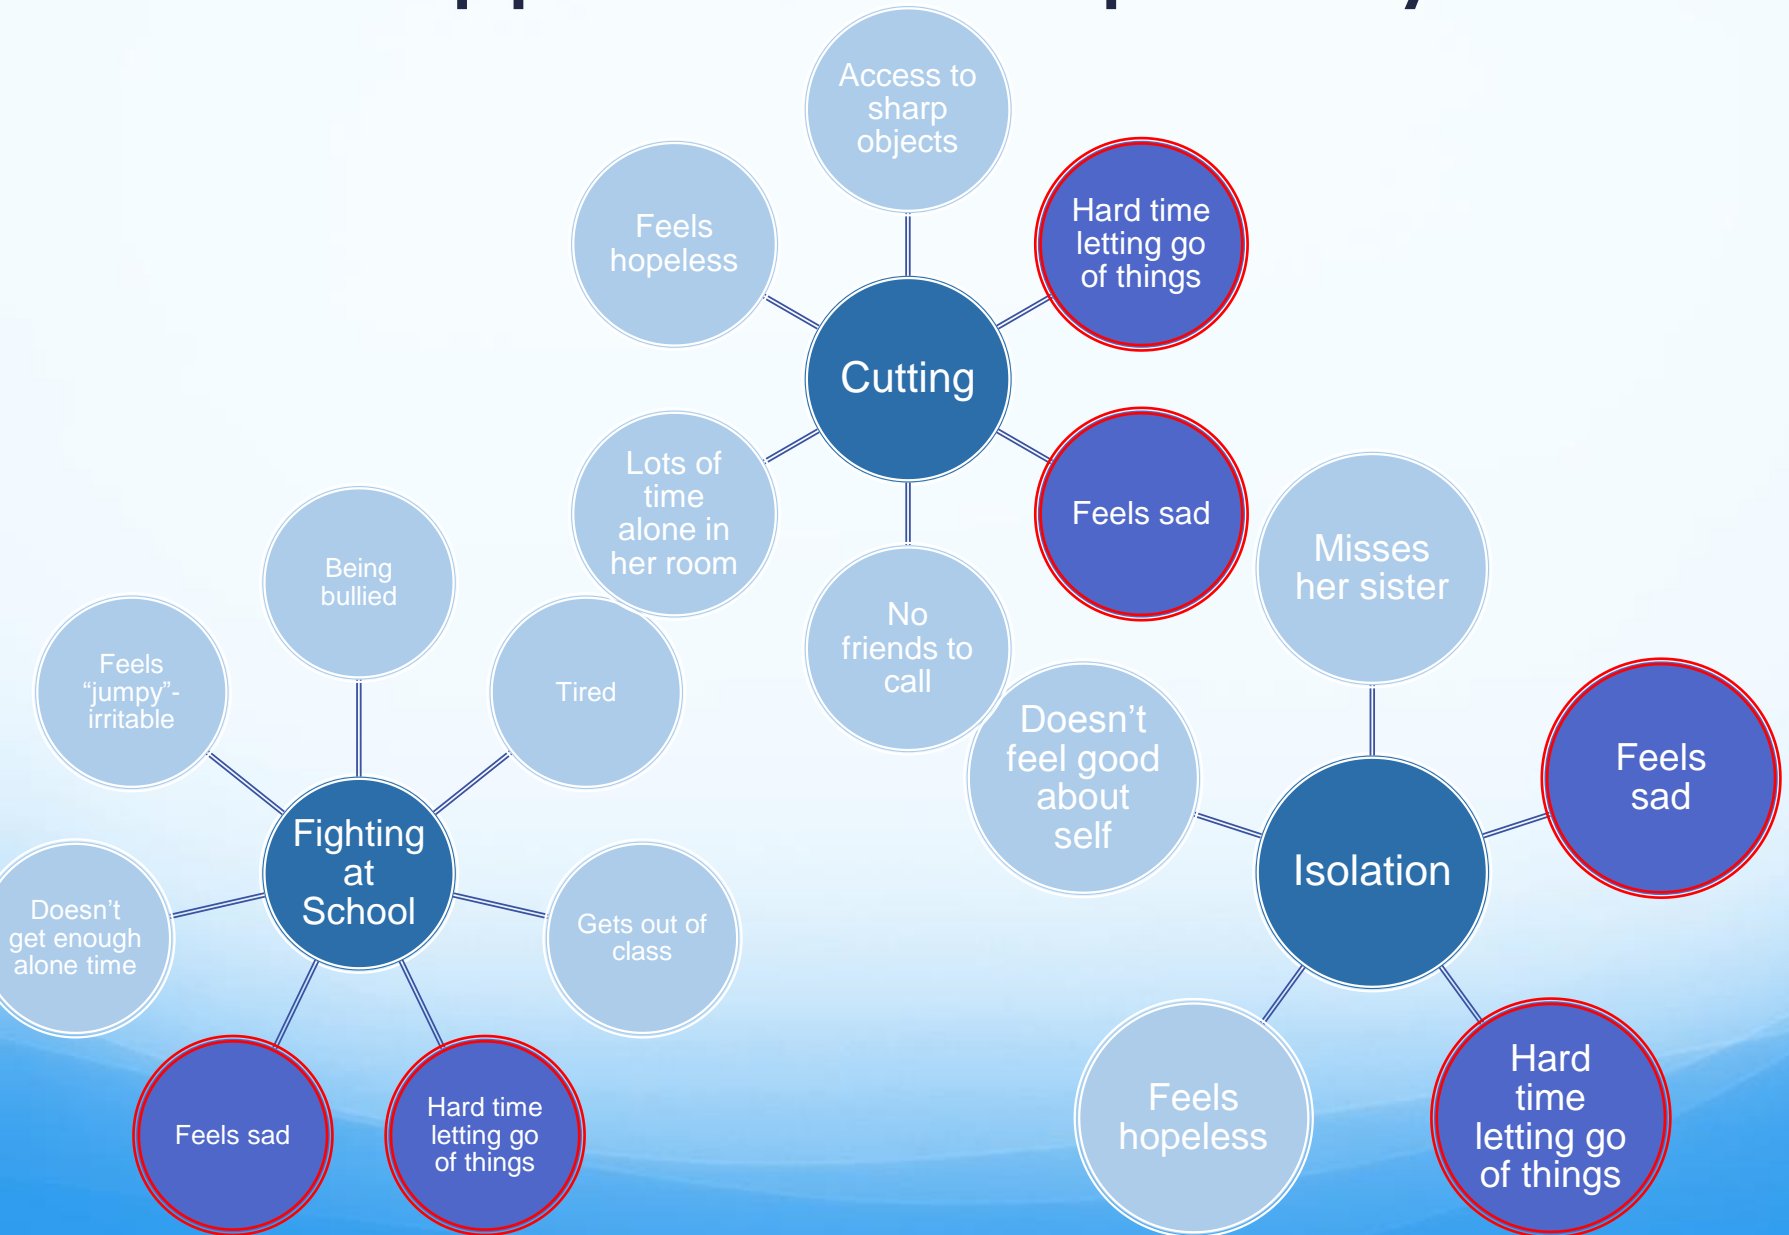 Access to
sharp
objects
Hard time
letting go
of things
Feels
hopeless
Cutting
Lots of
time
alone in
her room
Feels sad
No
friends to
call
Being
bullied
Feels
“jumpy”-
irritable
Tired
Fighting
at
School
Doesn’t
get enough
alone time
Gets out of
class
Feels sad
Hard time
letting go
of things
Misses
her sister
Doesn’t
feel good
about
self
Feels
sad
Isolation
Feels
hopeless
Hard
time
letting go
of things